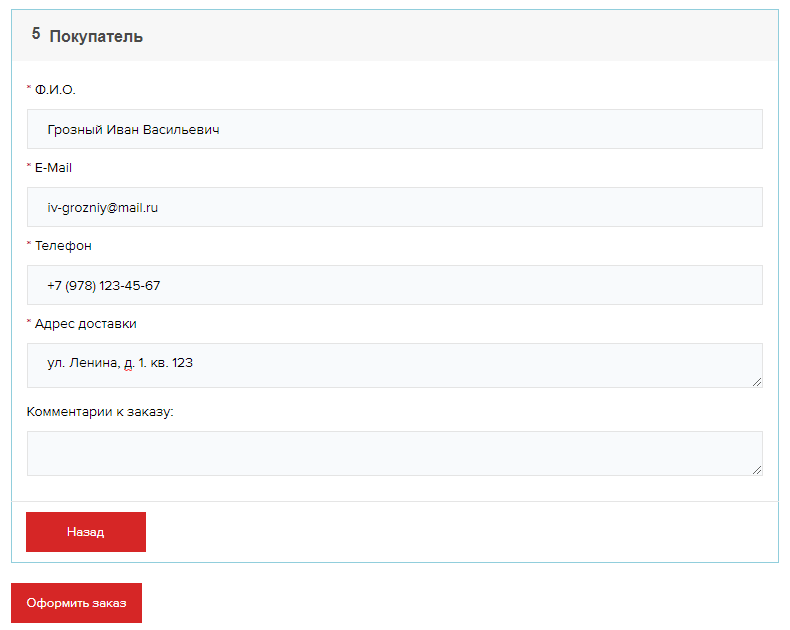 5 Покупатель
* Ф.И.О.
Грозный Иван Васильевич
* E-Mail
iv-grozniy@mail.ru
* Телефон
+7 (978) 123-45-67
* Адрес доставки
ул. Ленина, д. 1. кв. 123
Комментарии к заказу:
Назад
Оформить заказ